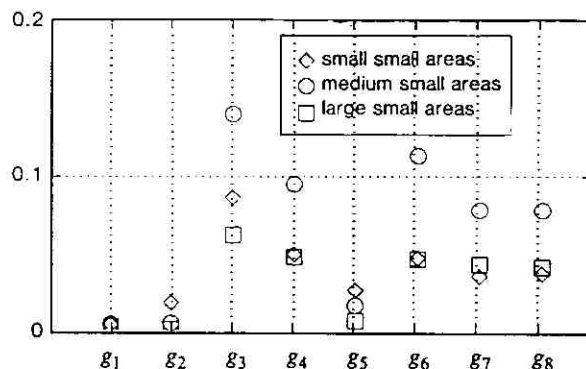 0.2
small small areas
medium small areas
large small areas
0.1
0
g1 g2 g3 g4 g5 g6 g7 g8